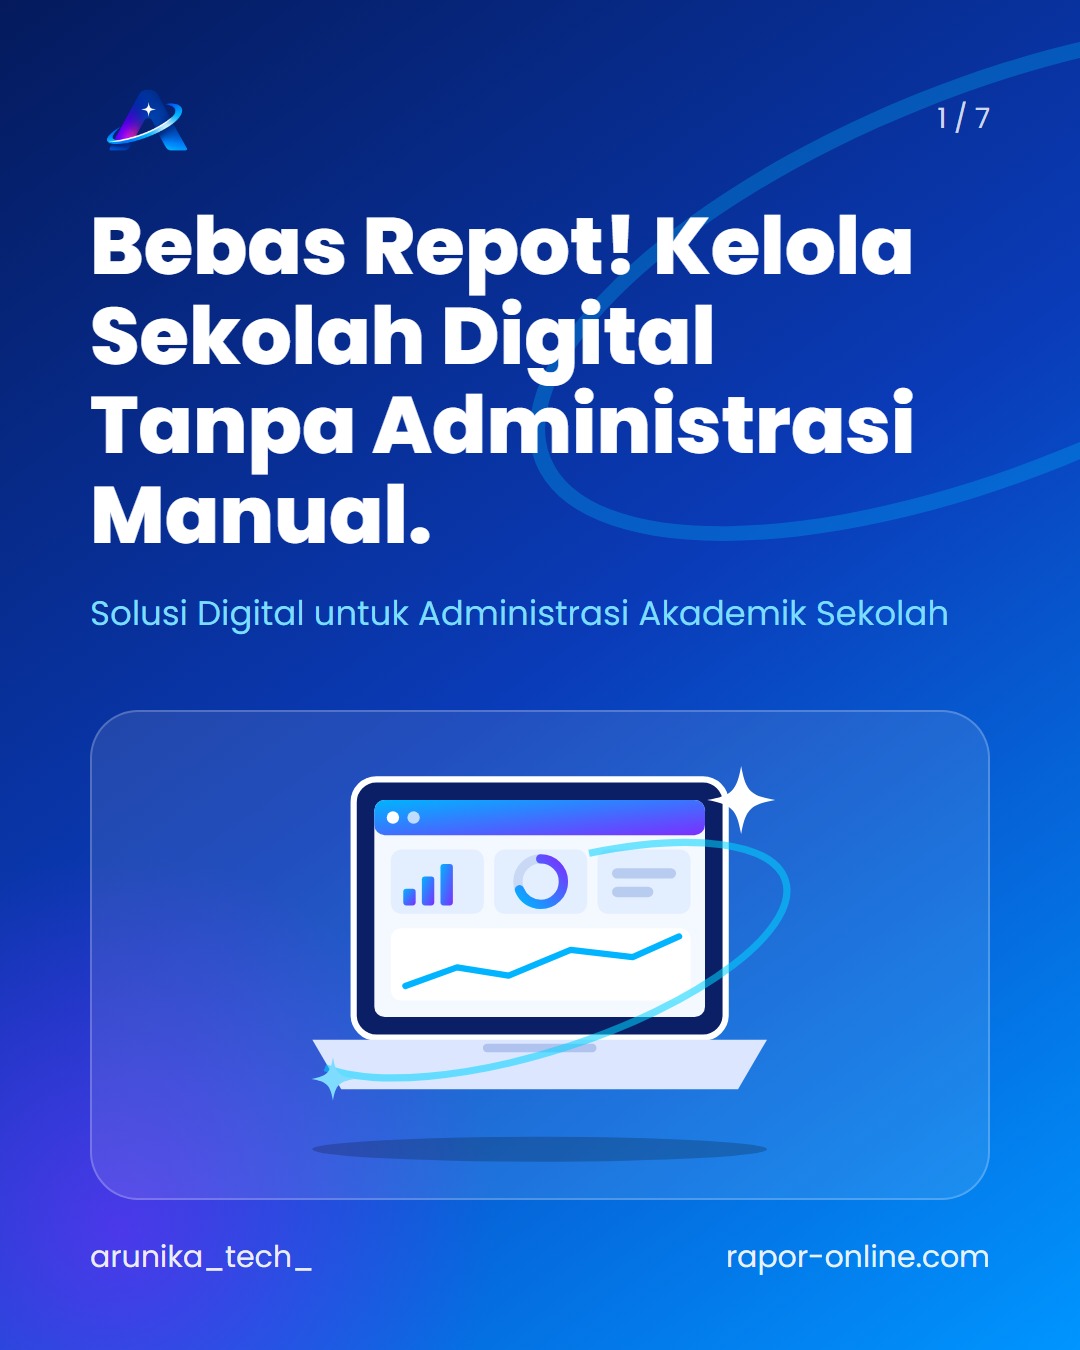 1 / 7
Bebas Repot! Kelola
Sekolah Digital
Tanpa Administrasi
Manual.
Solusi Digital untuk Administrasi Akademik Sekolah
arunika_tech_
rapor-online.com